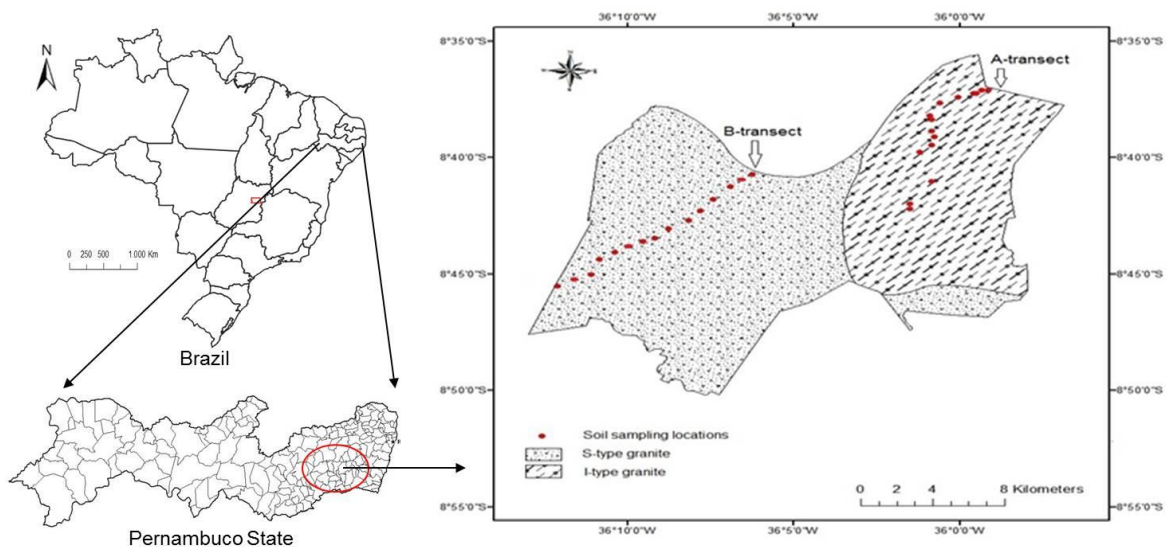 N
0 250 500 1.000 Km
Brazil
Pernambuco State
36°10'0"W 36°5'0"W 36°0'0"W
8°35'0"S 8°35'0"S
A-transect
B-transect
8°40'0"S 8°40'0"S
8°45'0"S 8°45'0"S
8°50'0"S 8°50'0"S
Soil sampling locations
S-type granite
I-type granite
0 2 4 8 Kilometers
8°55'0"S 8°55'0"S
36°10'0"W 36°5'0"W 36°0'0"W